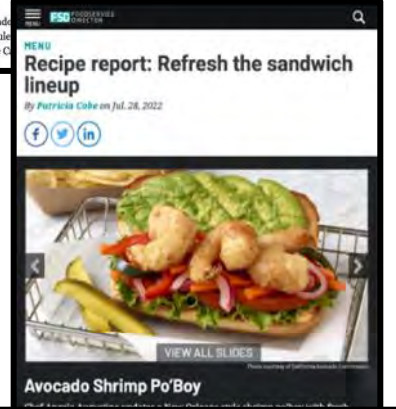 MENU
FSD FOODSERVICE DIRECTOR
MENU
Recipe report: Refresh the sandwich
lineup
By Patricia Cobe on Jul. 28, 2022
f in
VIEW ALL SLIDES
Avocado Shrimp Po'Boy